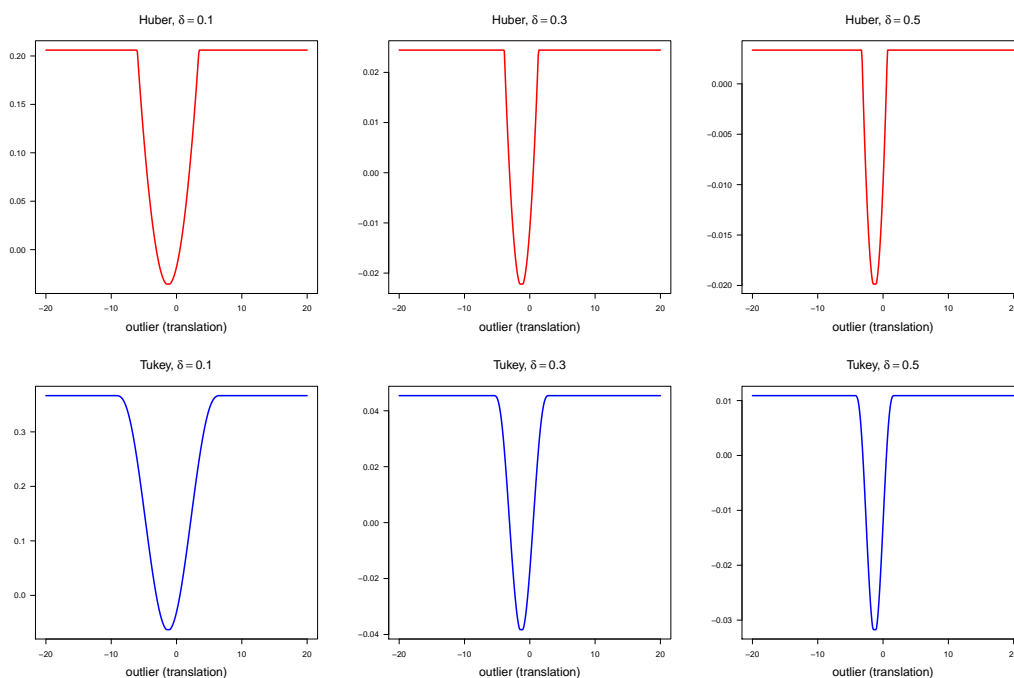 Huber, δ = 0.1
0.20
0.15
0.10
0.05
0.00
−20 −10 0 10 20
outlier (translation)
Huber, δ = 0.3
0.02
0.01
0.00
−0.01
−0.02
−20 −10 0 10 20
outlier (translation)
Huber, δ = 0.5
0.000
−0.005
−0.010
−0.015
−0.020
−20 −10 0 10 20
outlier (translation)
Tukey, δ = 0.1
0.3
0.2
0.1
0.0
−20 −10 0 10 20
outlier (translation)
Tukey, δ = 0.3
0.04
0.02
0.00
−0.02
−0.04
−20 −10 0 10 20
outlier (translation)
Tukey, δ = 0.5
0.01
0.00
−0.01
−0.02
−0.03
−20 −10 0 10 20
outlier (translation)